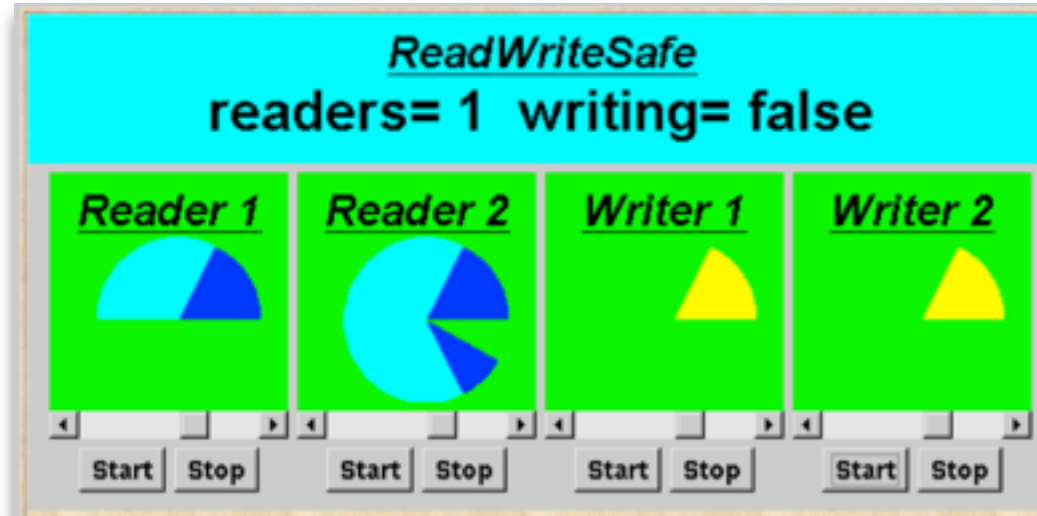 ReadWriteSafe
readers= 1 writing= false
Reader 1 Reader 2 Writer 1 Writer 2
Start Stop Start Stop Start Stop Start Stop